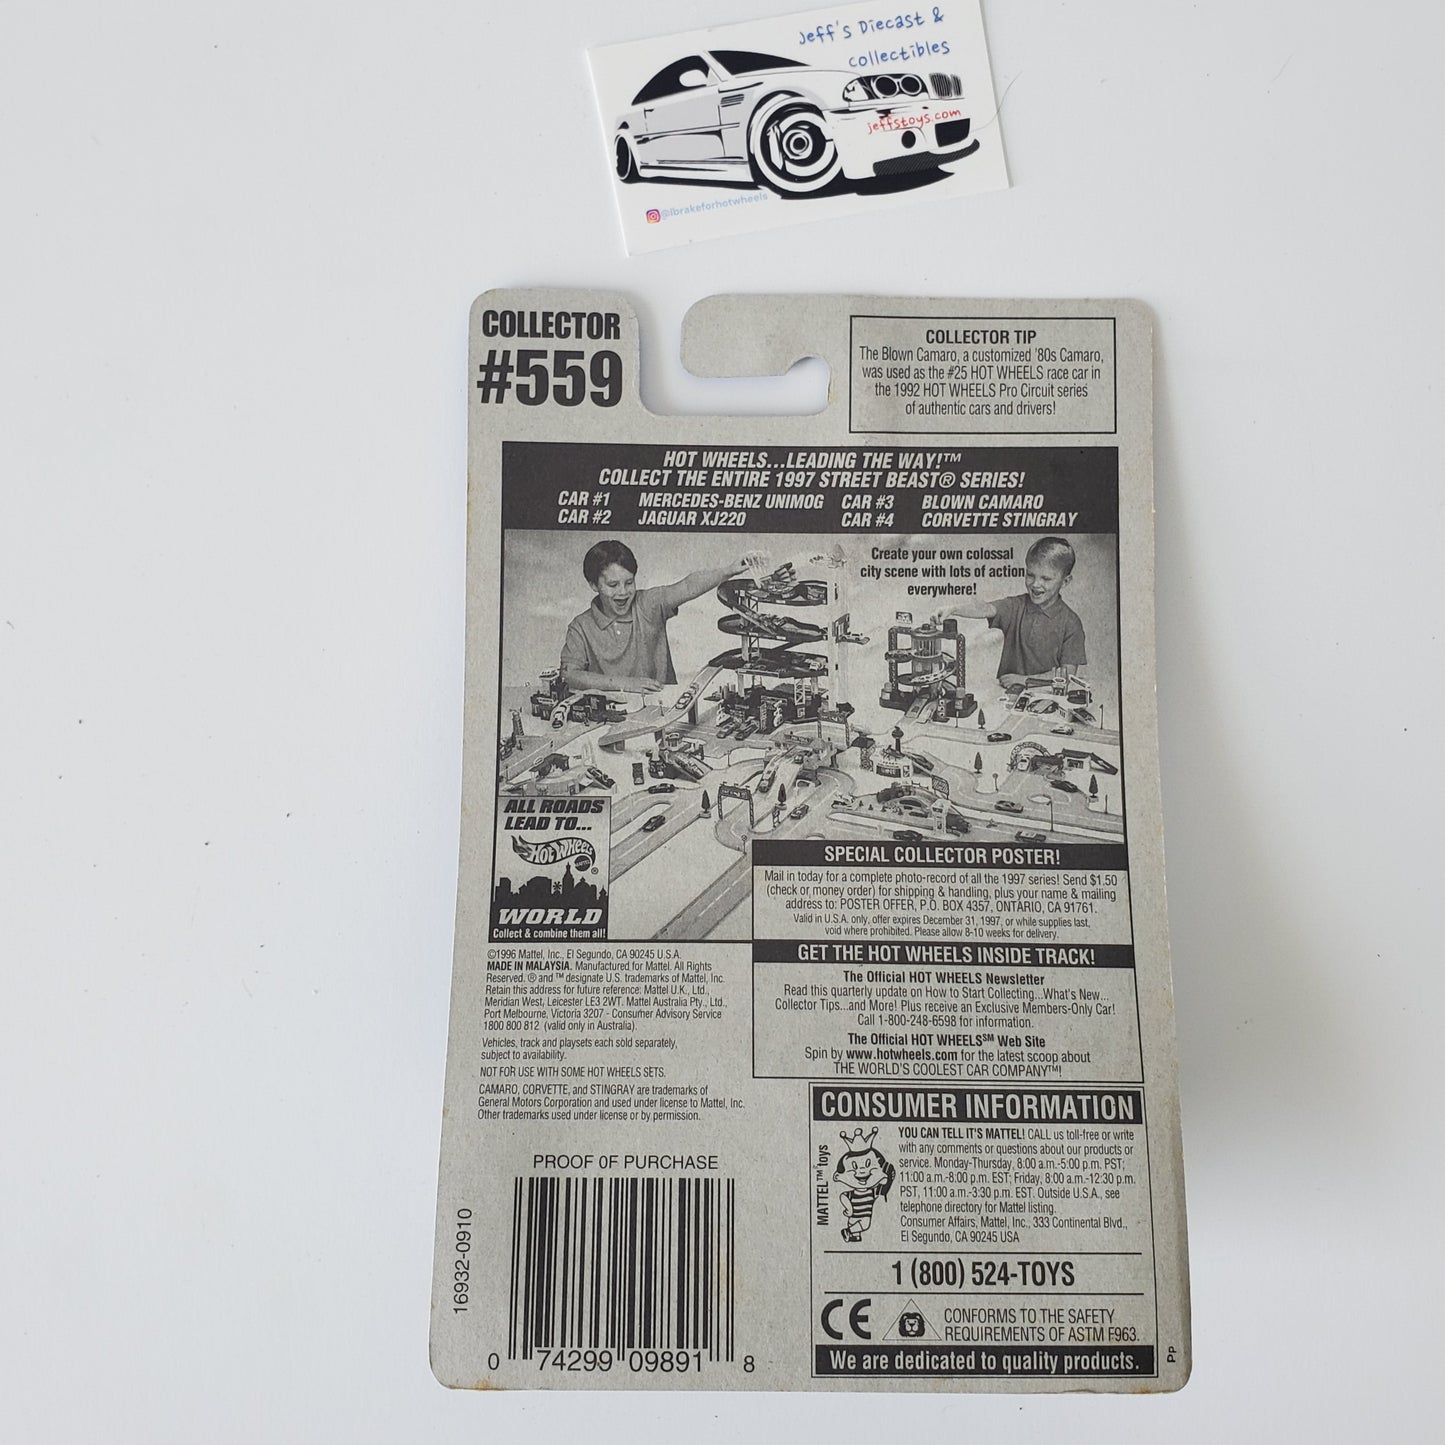 Jeff's Diecast &
collectibles
jeffstoys.com
@Ibrakeforhotwheels
COLLECTOR
#559
COLLECTOR TIP
The Blown Camaro, a customized '80s Camaro,
was used as the #25 HOT WHEELS race car in
the 1992 HOT WHEELS Pro Circuit series
of authentic cars and drivers!
HOT WHEELS...LEADING THE WAY!™
COLLECT THE ENTIRE 1997 STREET BEAST® SERIES!
CAR #1 MERCEDES-BENZ UNIMOG CAR #3 BLOWN CAMARO
CAR #2 JAGUAR XJ220 CAR #4 CORVETTE STINGRAY
Create your own colossal
city scene with lots of action
everywhere!
ALL ROADS
LEAD TO...
Hot Wheels
MATTEL
®
WORLD
Collect & combine them all!
SPECIAL COLLECTOR POSTER!
Mail in today for a complete photo-record of all the 1997 series! Send $1.50
(check or money order) for shipping & handling, plus your name & mailing
address to: POSTER OFFER, P.O. BOX 4357, ONTARIO, CA 91761.
Valid in U.S.A. only, offer expires December 31, 1997, or while supplies last,
void where prohibited. Please allow 8-10 weeks for delivery.
GET THE HOT WHEELS INSIDE TRACK!
The Official HOT WHEELS Newsletter
Read this quarterly update on How to Start Collecting...What's New...
Collector Tips...and More! Plus receive an Exclusive Members-Only Car!
Call 1-800-248-6598 for information.
The Official HOT WHEELS℠ Web Site
Spin by www.hotwheels.com for the latest scoop about
THE WORLD'S COOLEST CAR COMPANY™!
©1996 Mattel, Inc., El Segundo, CA 90245 U.S.A.
MADE IN MALAYSIA. Manufactured for Mattel. All Rights
Reserved. ® and ™ designate U.S. trademarks of Mattel, Inc.
Retain this address for future reference: Mattel U.K., Ltd.,
Meridian West, Leicester LE3 2WT. Mattel Australia Pty., Ltd.,
Port Melbourne, Victoria 3207 - Consumer Advisory Service
1800 800 812 (valid only in Australia).
Vehicles, track and playsets each sold separately,
subject to availability.
NOT FOR USE WITH SOME HOT WHEELS SETS.
CAMARO, CORVETTE, and STINGRAY are trademarks of
General Motors Corporation and used under license to Mattel, Inc.
Other trademarks used under license or by permission.
CONSUMER INFORMATION
MATTEL™ toys
YOU CAN TELL IT'S MATTEL! CALL us toll-free or write
with any comments or questions about our products or
service. Monday-Thursday, 8:00 a.m.-5:00 p.m. PST;
11:00 a.m.-8:00 p.m. EST; Friday, 8:00 a.m.-12:30 p.m.
PST, 11:00 a.m.-3:30 p.m. EST. Outside U.S.A., see
telephone directory for Mattel listing.
Consumer Affairs, Mattel, Inc., 333 Continental Blvd.,
El Segundo, CA 90245 USA
1 (800) 524-TOYS
CE
CONFORMS TO THE SAFETY
REQUIREMENTS OF ASTM F963.
We are dedicated to quality products.
PP
PROOF OF PURCHASE
16932-0910
0 74299 09891 8